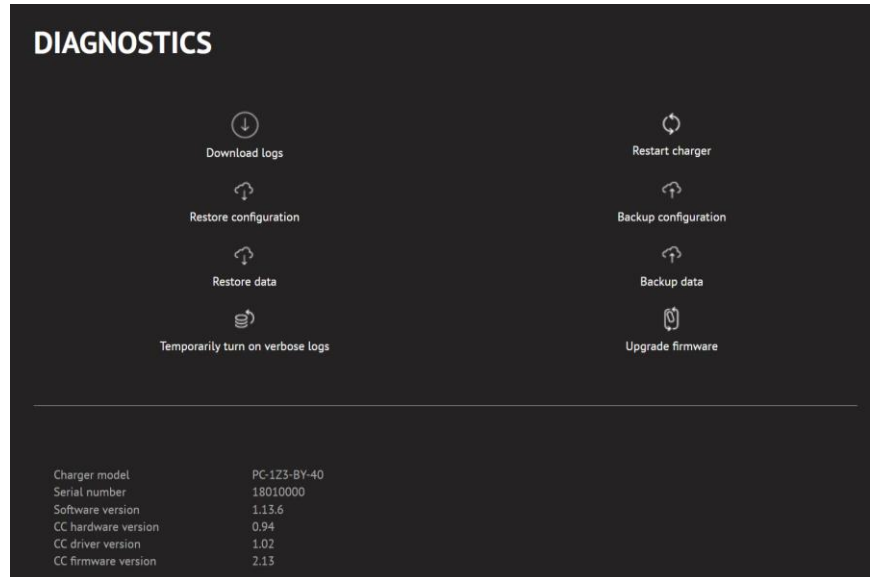 DIAGNOSTICS
Download logs
Restart charger
Restore configuration
Backup configuration
Restore data
Backup data
Temporarily turn on verbose logs
Upgrade firmware
Charger model PC-1Z3-BY-40
Serial number 18010000
Software version 1.13.6
CC hardware version 0.94
CC driver version 1.02
CC firmware version 2.13